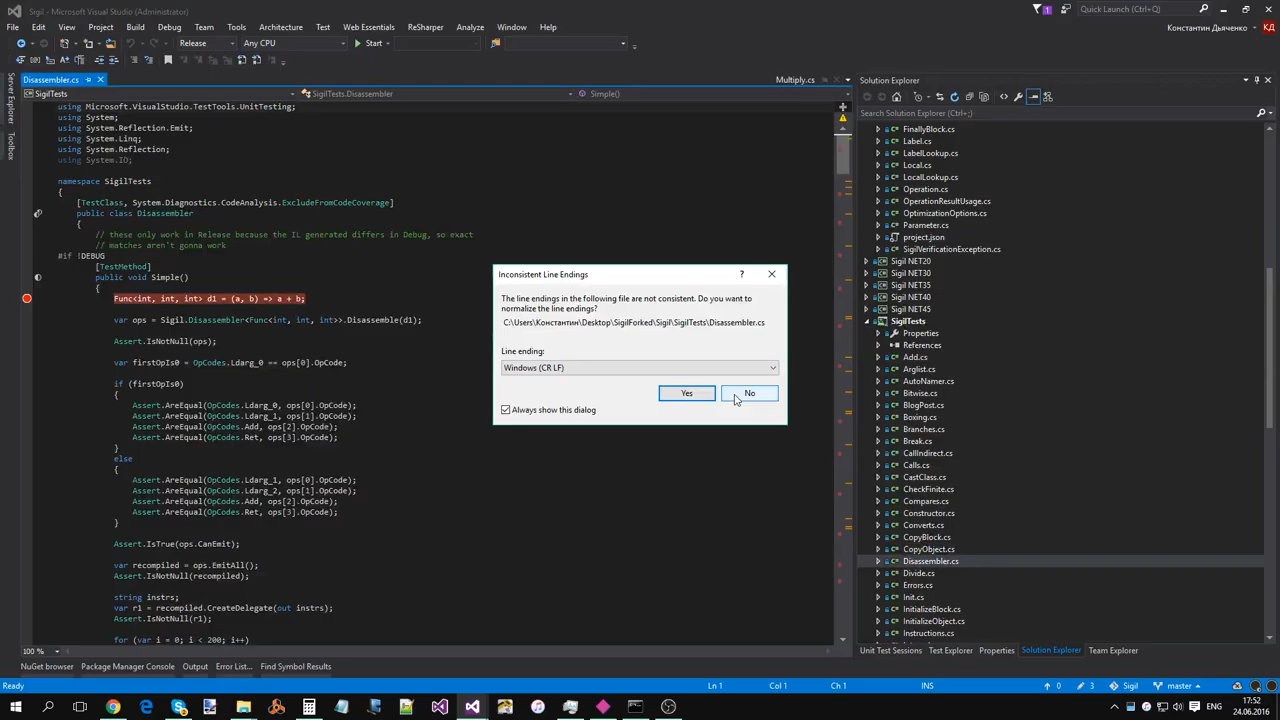 Sigil - Microsoft Visual Studio (Administrator)
1
Quick Launch (Ctrl+Q)
File Edit View Project Build Debug Team Tools Test Web Essentials ReSharper Analyze Window Help
Константин Дьяченко КД
Release Any CPU Start
Disassembler.cs
Multiply.cs
SigilTests
SigilTests.Disassembler
Simple()
Server Explorer
Toolbox
using Microsoft.VisualStudio.TestTools.UnitTesting;
using System;
using System.Reflection.Emit;
using System.Linq;
using System.Reflection;
using System.IO;
namespace SigilTests
{
[TestClass, System.Diagnostics.CodeAnalysis.ExcludeFromCodeCoverage]
public class Disassembler
{
// these only work in Release because the IL generated differs in Debug, so exact
// matches aren't gonna work
#if !DEBUG
[TestMethod]
public void Simple()
{
Func<int, int, int> d1 = (a, b) => a + b;
var ops = Sigil.Disassembler<Func<int, int, int>>.Disassemble(d1);
Assert.IsNotNull(ops);
var firstOpIs0 = OpCodes.Ldarg_0 == ops[0].OpCode;
if (firstOpIs0)
{
Assert.AreEqual(OpCodes.Ldarg_0, ops[0].OpCode);
Assert.AreEqual(OpCodes.Ldarg_1, ops[1].OpCode);
Assert.AreEqual(OpCodes.Add, ops[2].OpCode);
Assert.AreEqual(OpCodes.Ret, ops[3].OpCode);
}
else
{
Assert.AreEqual(OpCodes.Ldarg_1, ops[0].OpCode);
Assert.AreEqual(OpCodes.Ldarg_2, ops[1].OpCode);
Assert.AreEqual(OpCodes.Add, ops[2].OpCode);
Assert.AreEqual(OpCodes.Ret, ops[3].OpCode);
}
Assert.IsTrue(ops.CanEmit);
var recompiled = ops.EmitAll();
Assert.IsNotNull(recompiled);
string instrs;
var r1 = recompiled.CreateDelegate(out instrs);
Assert.IsNotNull(r1);
for (var i = 0; i < 200; i++)
100 %
Inconsistent Line Endings
?
The line endings in the following file are not consistent. Do you want to
normalize the line endings?
C:\Users\Константин\Desktop\SigilForked\Sigil\SigilTests\Disassembler.cs
Line ending:
Windows (CR LF)
Yes No
Always show this dialog
Solution Explorer
Search Solution Explorer (Ctrl+;)
FinallyBlock.cs
Label.cs
LabelLookup.cs
Local.cs
LocalLookup.cs
Operation.cs
OperationResultUsage.cs
OptimizationOptions.cs
Parameter.cs
project.json
SigilVerificationException.cs
Sigil NET20
Sigil NET30
Sigil NET35
Sigil NET40
Sigil NET45
SigilTests
Properties
References
Add.cs
Arglist.cs
AutoNamer.cs
Bitwise.cs
BlogPost.cs
Boxing.cs
Branches.cs
Break.cs
CallIndirect.cs
Calls.cs
CastClass.cs
CheckFinite.cs
Compares.cs
Constructor.cs
Converts.cs
CopyBlock.cs
CopyObject.cs
Disassembler.cs
Divide.cs
Errors.cs
Init.cs
InitializeBlock.cs
InitializeObject.cs
Instructions.cs
Unit Test Sessions Test Explorer Properties Solution Explorer Team Explorer
NuGet browser Package Manager Console Output Error List... Find Symbol Results
Ready
Ln 1 Col 1 Ch 1 INS
0 3 Sigil master
ENG
17:52
24.06.2016